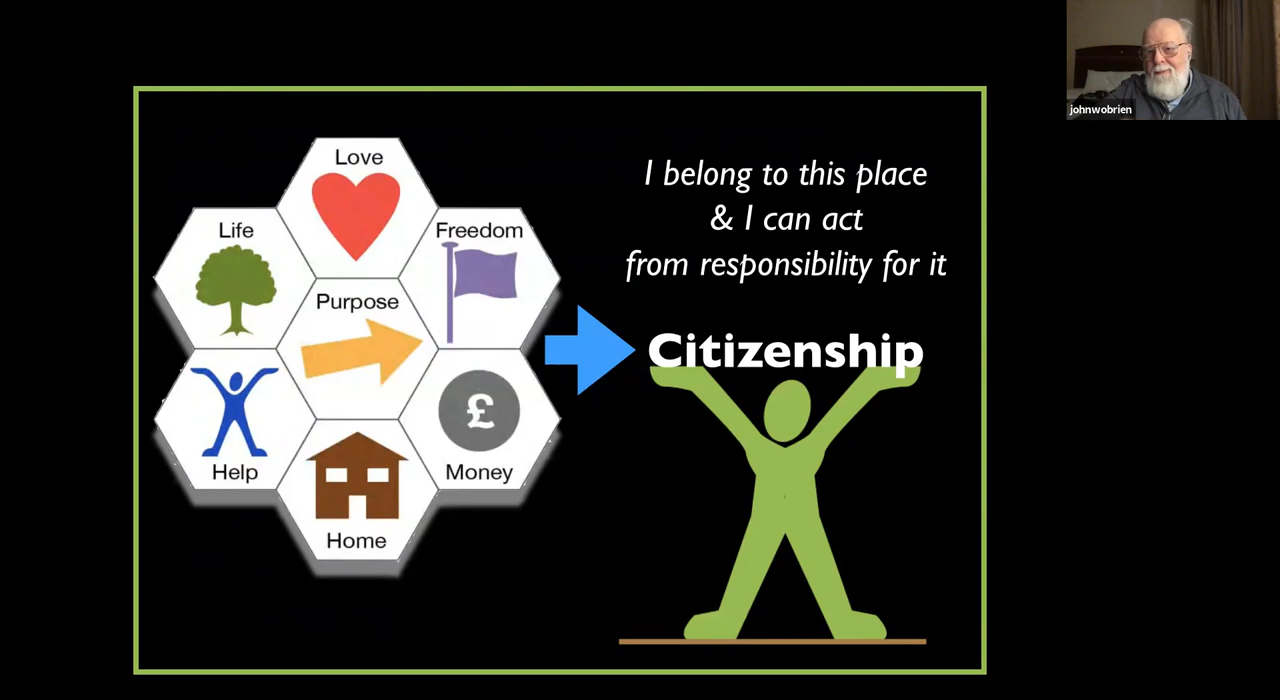 Love
Life
Freedom
Purpose
£
Help
Money
Home
I belong to this place
& I can act
from responsibility for it
Citizenship
johnwobrien